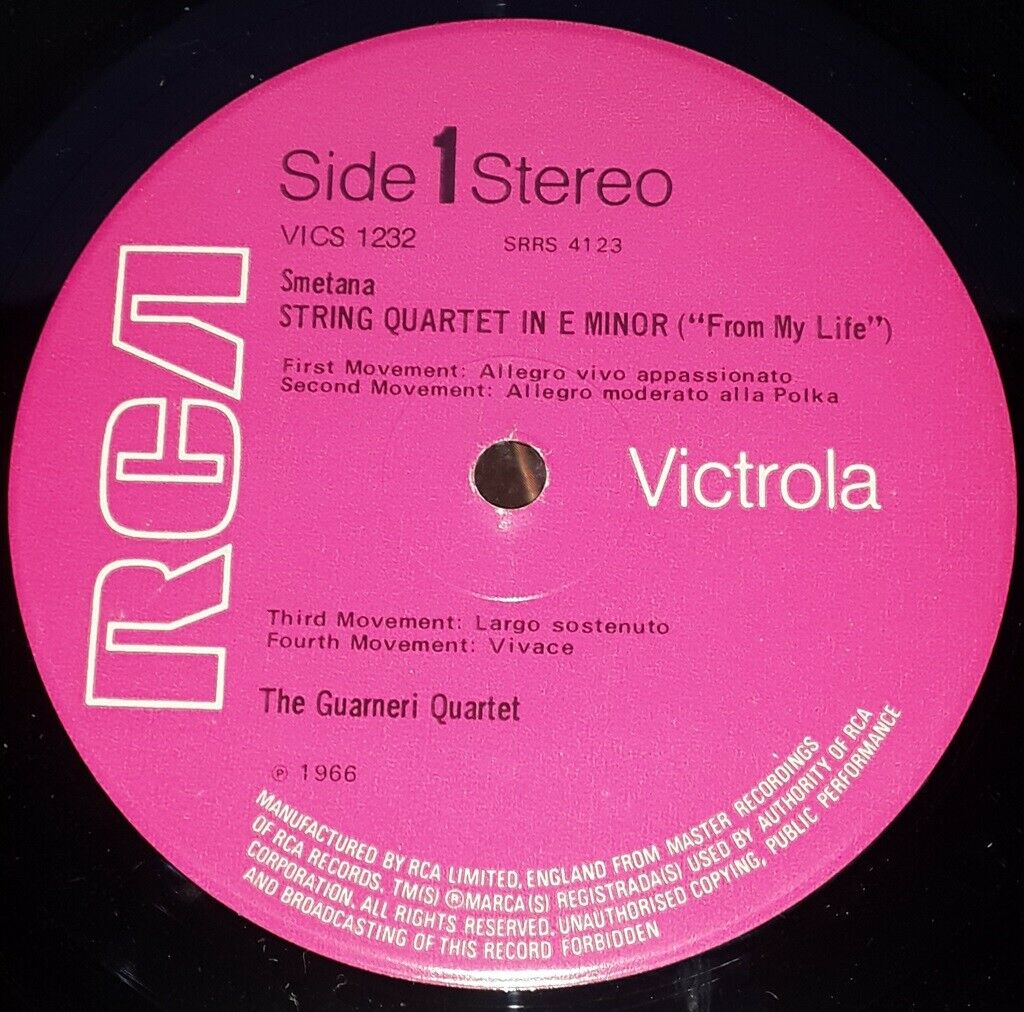 Side 1 Stereo
VICS 1232 SRRS 4123
Smetana
STRING QUARTET IN E MINOR (“From My Life”)
First Movement: Allegro vivo appassionato
Second Movement: Allegro moderato alla Polka
RCA
Victrola
Third Movement: Largo sostenuto
Fourth Movement: Vivace
The Guarneri Quartet
℗ 1966
MANUFACTURED BY RCA LIMITED, ENGLAND FROM MASTER RECORDINGS
OF RCA RECORDS. TM(S) ® MARCA(S) REGISTRADA(S) USED BY AUTHORITY OF RCA
CORPORATION. ALL RIGHTS RESERVED. UNAUTHORISED COPYING, PUBLIC PERFORMANCE
AND BROADCASTING OF THIS RECORD FORBIDDEN